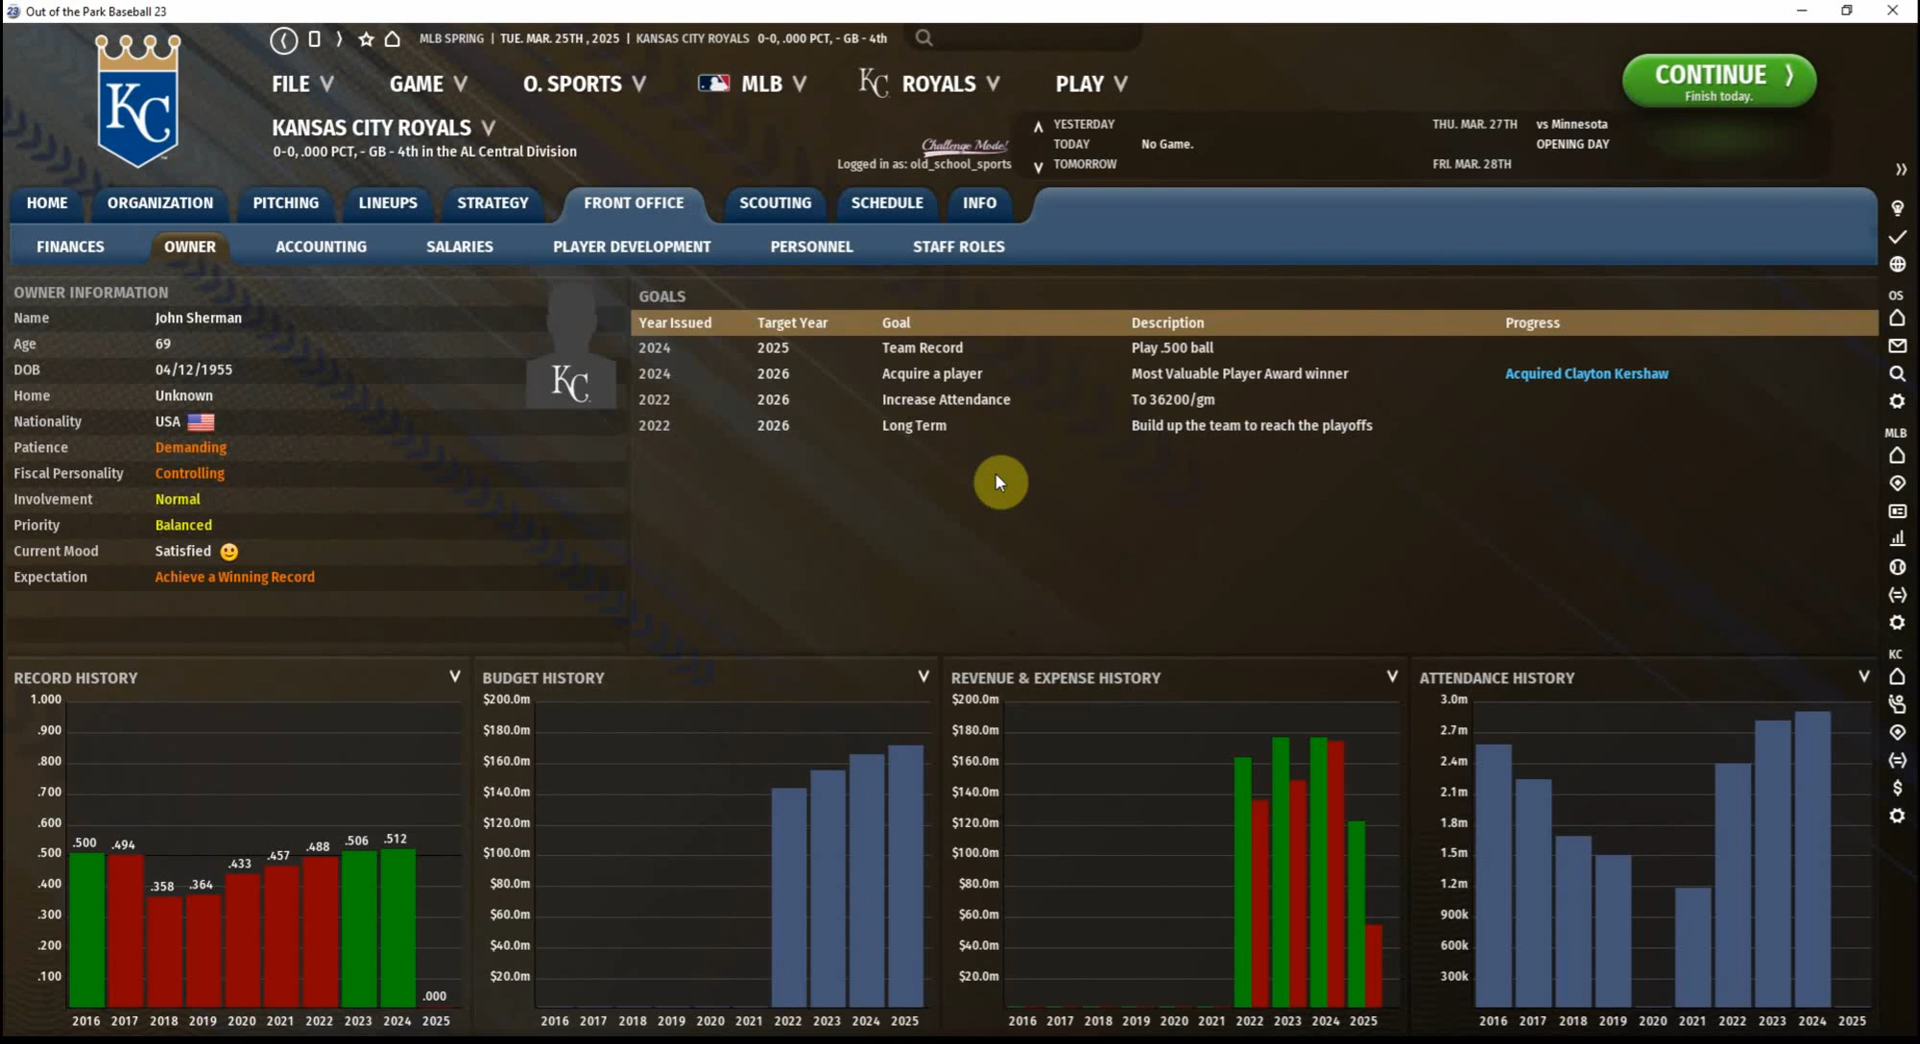 23 Out of the Park Baseball 23
MLB SPRING | TUE. MAR. 25TH , 2025 | KANSAS CITY ROYALS 0-0, .000 PCT, - GB - 4th
FILE GAME O. SPORTS MLB KC ROYALS PLAY
CONTINUE
Finish today.
KC
KANSAS CITY ROYALS
0-0, .000 PCT, - GB - 4th in the AL Central Division
Challenge Mode!
Logged in as: old_school_sports
YESTERDAY
TODAY No Game.
TOMORROW
THU. MAR. 27TH vs Minnesota
OPENING DAY
FRI. MAR. 28TH
HOME ORGANIZATION PITCHING LINEUPS STRATEGY FRONT OFFICE SCOUTING SCHEDULE INFO
FINANCES OWNER ACCOUNTING SALARIES PLAYER DEVELOPMENT PERSONNEL STAFF ROLES
OWNER INFORMATION
Name John Sherman
Age 69
DOB 04/12/1955
Home Unknown
Nationality USA
Patience Demanding
Fiscal Personality Controlling
Involvement Normal
Priority Balanced
Current Mood Satisfied
Expectation Achieve a Winning Record
KC
GOALS
Year Issued Target Year Goal Description Progress
2024 2025 Team Record Play .500 ball
2024 2026 Acquire a player Most Valuable Player Award winner Acquired Clayton Kershaw
2022 2026 Increase Attendance To 36200/gm
2022 2026 Long Term Build up the team to reach the playoffs
OS
MLB
KC
$
RECORD HISTORY
1.000
.900
.800
.700
.600
.500
.400
.300
.200
.100
.500 .494 .358 .364 .433 .457 .488 .506 .512 .000
2016 2017 2018 2019 2020 2021 2022 2023 2024 2025
BUDGET HISTORY
$200.0m
$180.0m
$160.0m
$140.0m
$120.0m
$100.0m
$80.0m
$60.0m
$40.0m
$20.0m
2016 2017 2018 2019 2020 2021 2022 2023 2024 2025
REVENUE & EXPENSE HISTORY
$200.0m
$180.0m
$160.0m
$140.0m
$120.0m
$100.0m
$80.0m
$60.0m
$40.0m
$20.0m
2016 2017 2018 2019 2020 2021 2022 2023 2024 2025
ATTENDANCE HISTORY
3.0m
2.7m
2.4m
2.1m
1.8m
1.5m
1.2m
900k
600k
300k
2016 2017 2018 2019 2020 2021 2022 2023 2024 2025